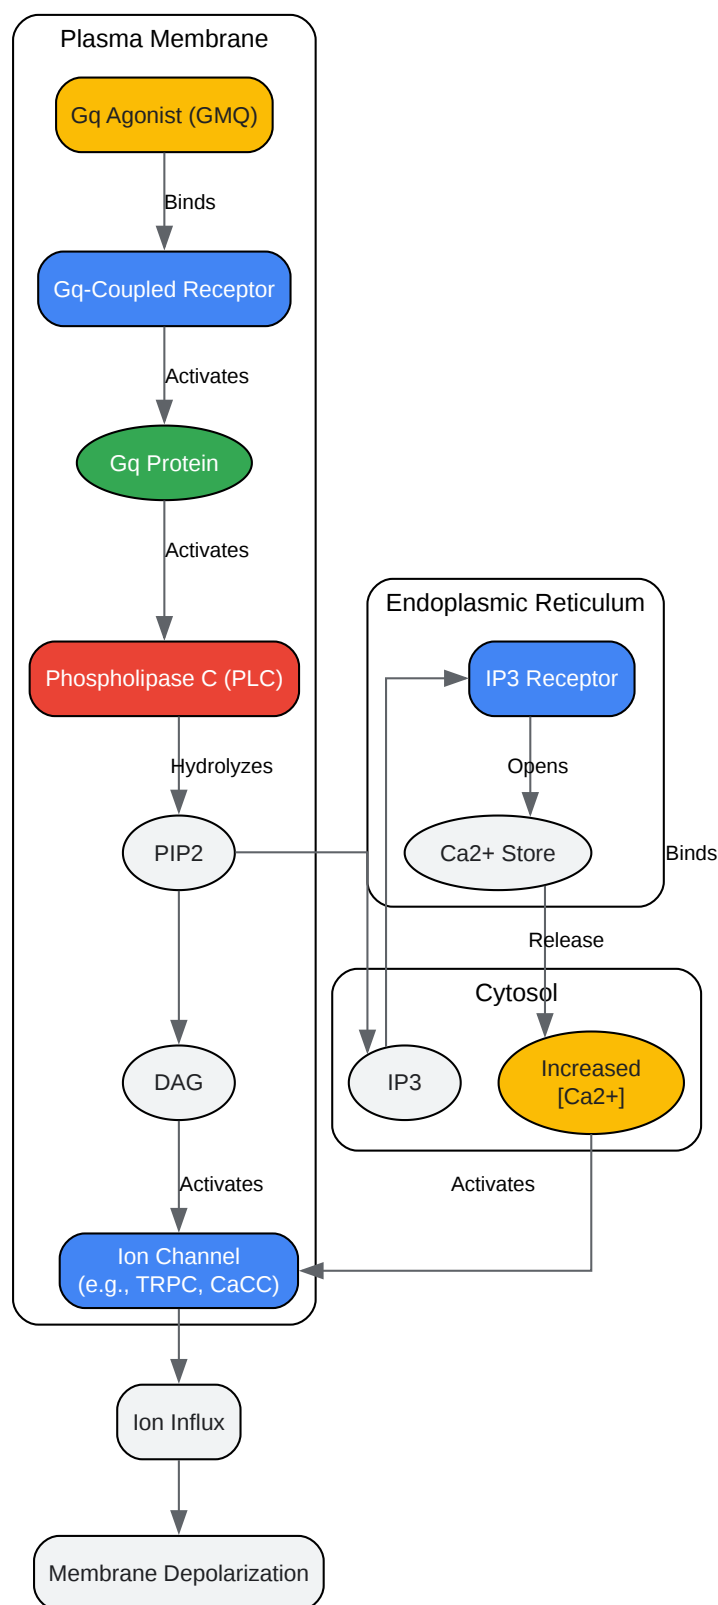 Plasma Membrane
Gq Agonist (GMQ)
Binds
Gq-Coupled Receptor
Activates
Gq Protein
Activates
Endoplasmic Reticulum
Phospholipase C (PLC)
IP3 Receptor
Hydrolyzes
Opens
PIP2
Ca2+ Store
Binds
Release
Cytosol
DAG
IP3
Increased
[Ca2+]
Activates
Activates
Ion Channel
(e.g., TRPC, CaCC)
Ion Influx
Membrane Depolarization